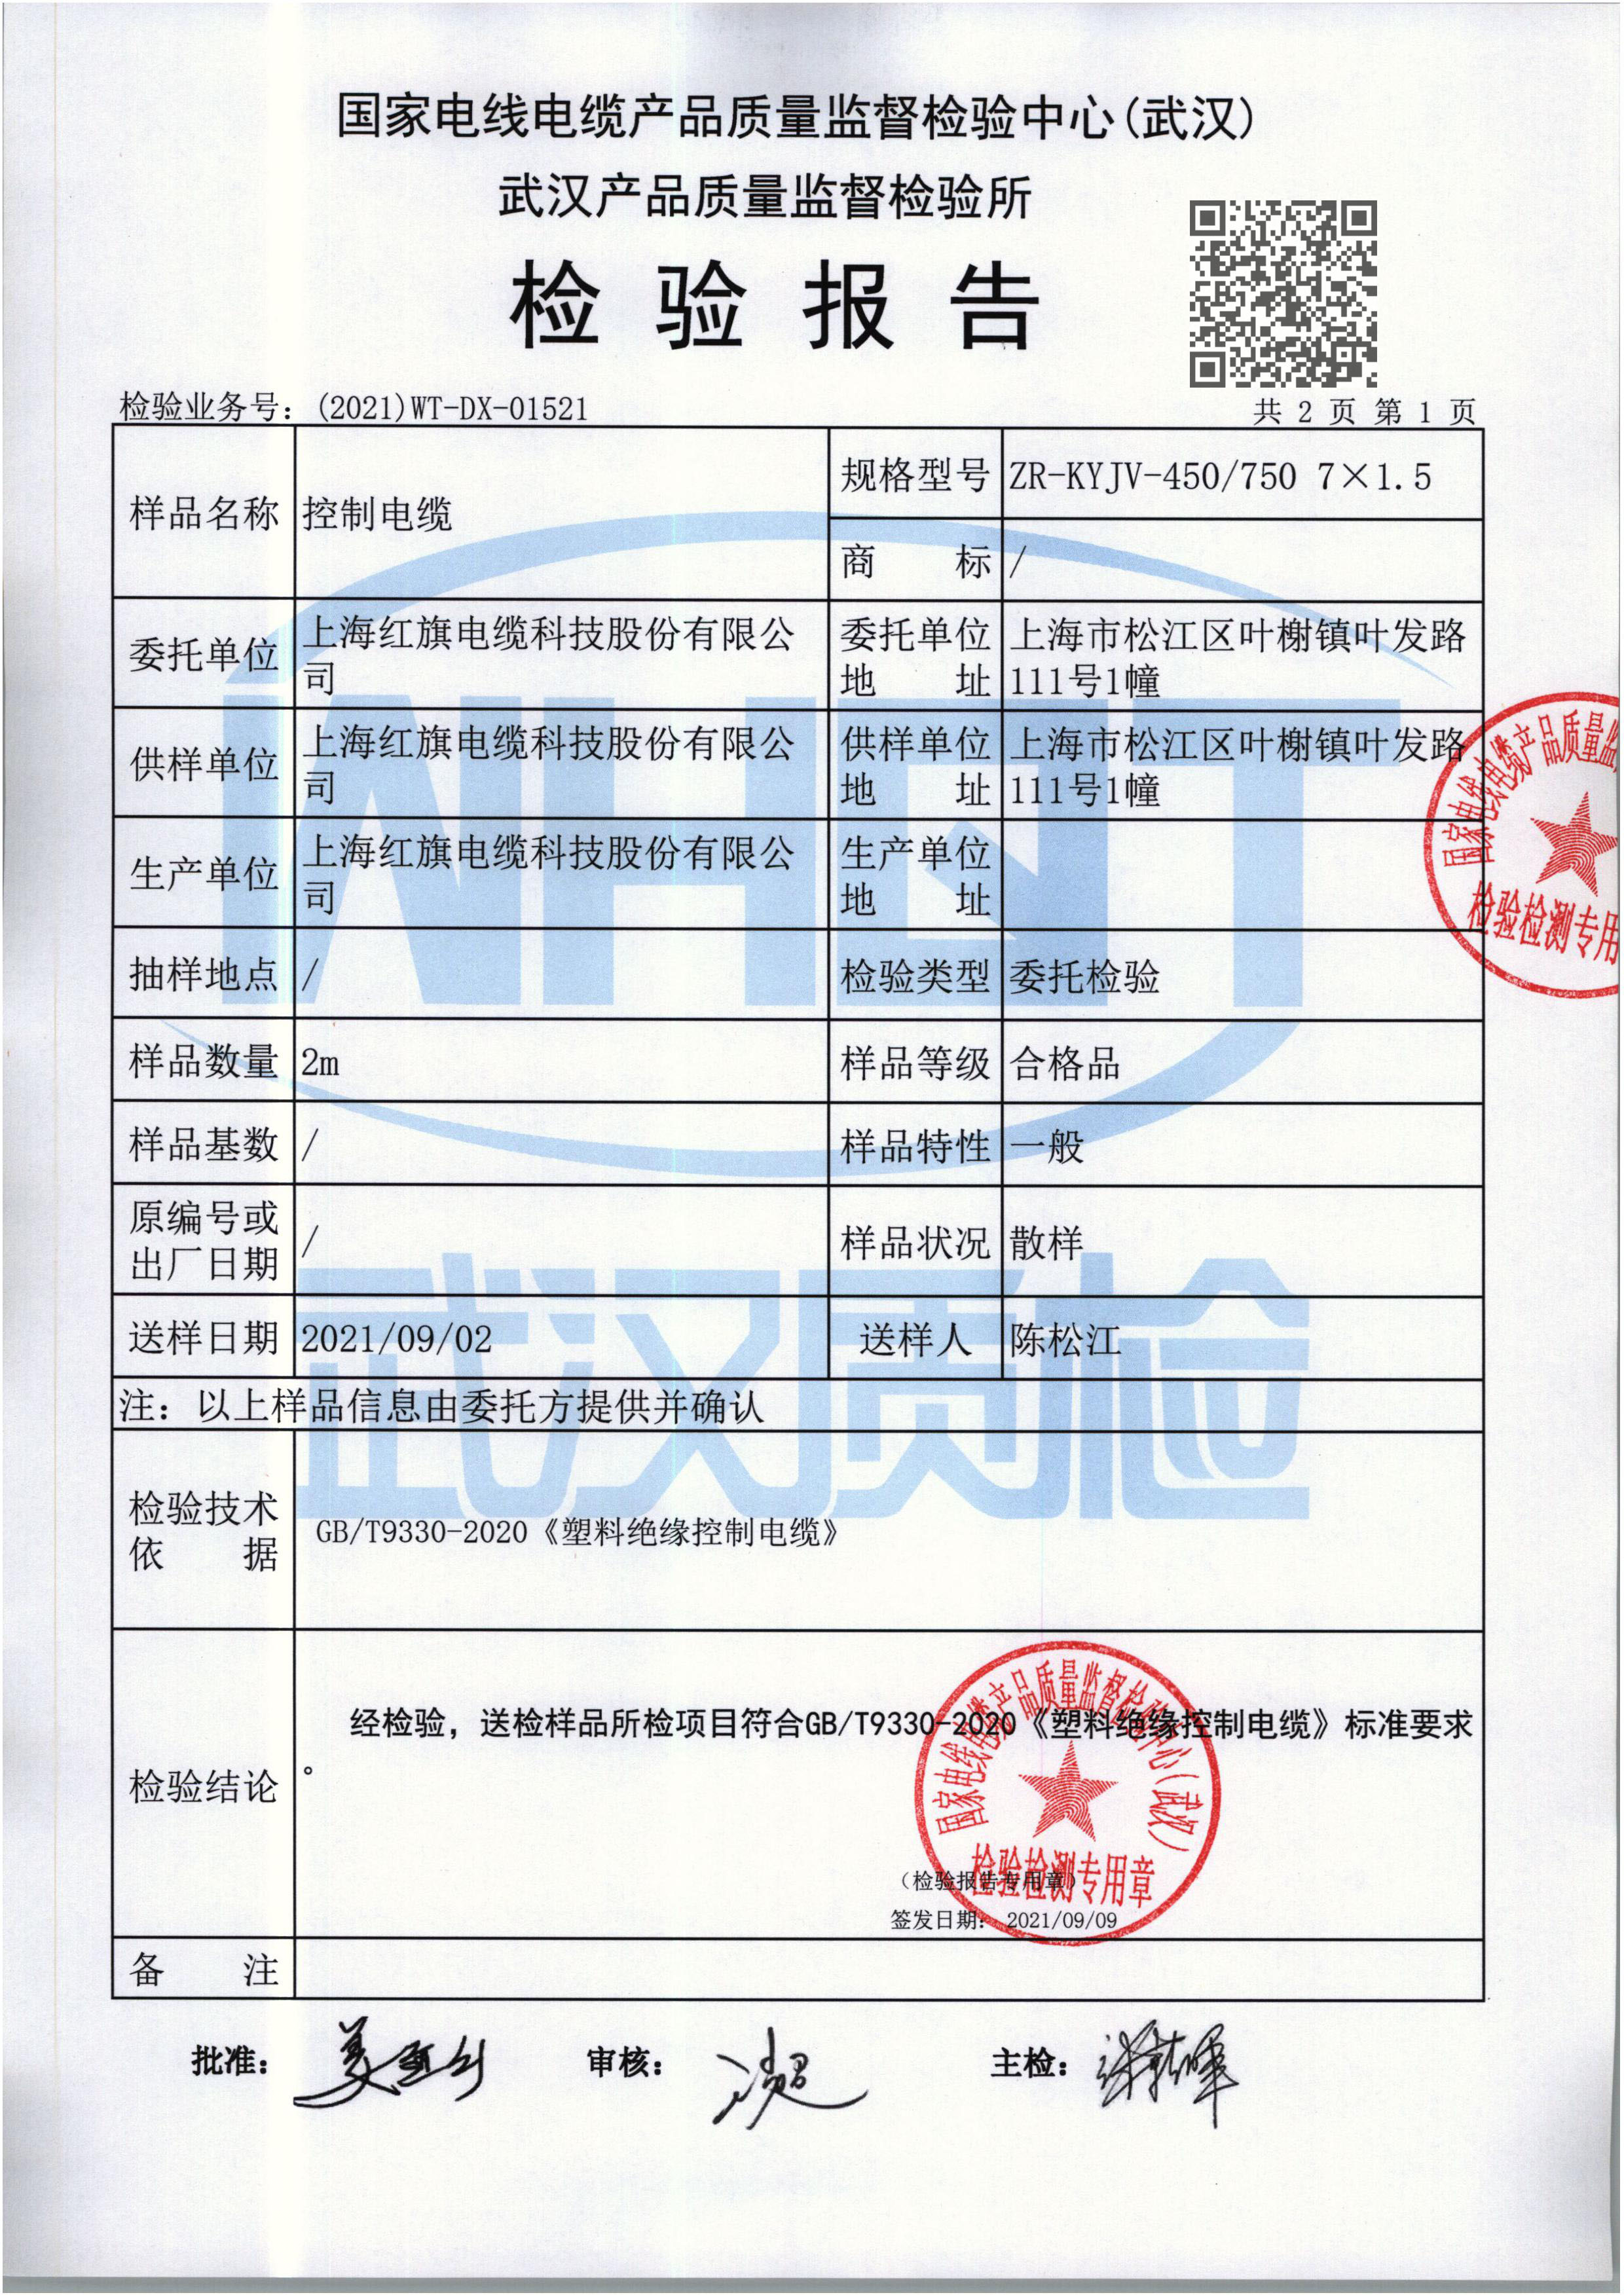 国家电线电缆产品质量监督检验中心(武汉)
武汉产品质量监督检验所
检验报告
检验业务号：(2021)WT-DX-01521
共 2 页 第 1 页
样品名称
控制电缆
规格型号
ZR-KYJV-450/750 7×1.5
商 标
/
委托单位
上海红旗电缆科技股份有限公
司
委托单位
地 址
上海市松江区叶榭镇叶发路
111号1幢
供样单位
上海红旗电缆科技股份有限公
司
供样单位
地 址
上海市松江区叶榭镇叶发路
111号1幢
生产单位
上海红旗电缆科技股份有限公
司
生产单位
地 址
抽样地点
/
检验类型
委托检验
样品数量
2m
样品等级
合格品
样品基数
/
样品特性
一般
原编号或
出厂日期
/
样品状况
散样
送样日期
2021/09/02
送样人
陈松江
注：以上样品信息由委托方提供并确认
检验技术
依 据
GB/T9330-2020《塑料绝缘控制电缆》
检验结论
经检验，送检样品所检项目符合GB/T9330-2020《塑料绝缘控制电缆》标准要求
。
（检验报告专用章）
签发日期： 2021/09/09
备 注
批准：
审核：
主检：
武汉质检
国家电线电缆产品质量监督检验中心(武汉)
检验检测专用章
国家电线电缆产品质量监
检验检测专用